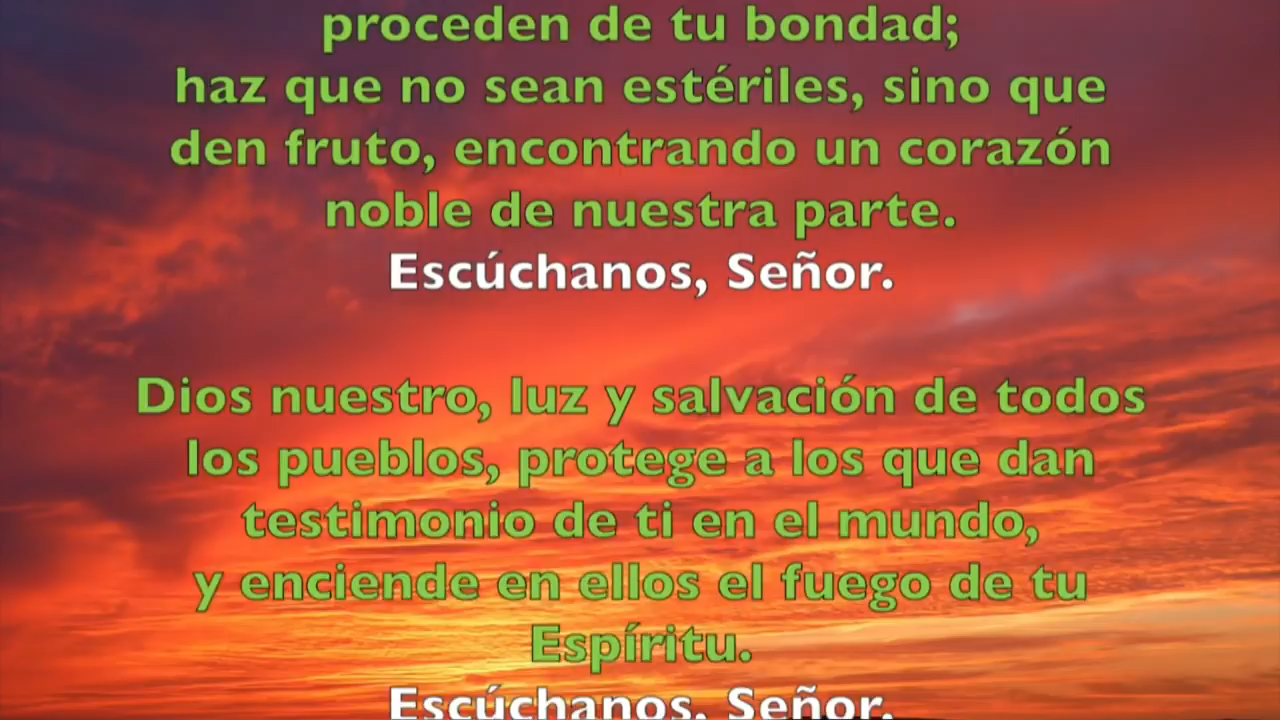 proceden de tu bondad;
haz que no sean estériles, sino que
den fruto, encontrando un corazón
noble de nuestra parte.
Escúchanos, Señor.
Dios nuestro, luz y salvación de todos
los pueblos, protege a los que dan
testimonio de ti en el mundo,
y enciende en ellos el fuego de tu
Espíritu.
Escúchanos, Señor.